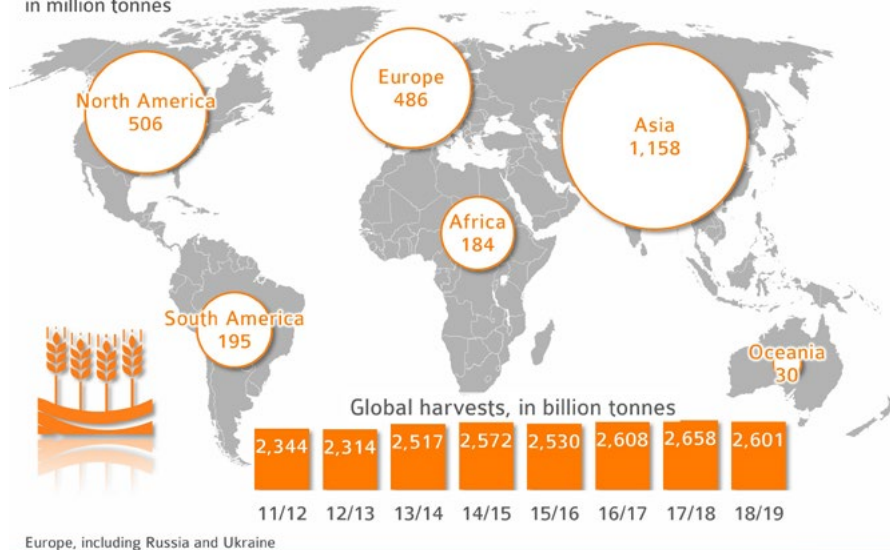 in million tonnes
North America
506
Europe
486
Asia
1,158
Africa
184
South America
195
Oceania
30
Global harvests, in billion tonnes
2,344 2,314 2,517 2,572 2,530 2,608 2,658 2,601
11/12 12/13 13/14 14/15 15/16 16/17 17/18 18/19
Europe, including Russia and Ukraine